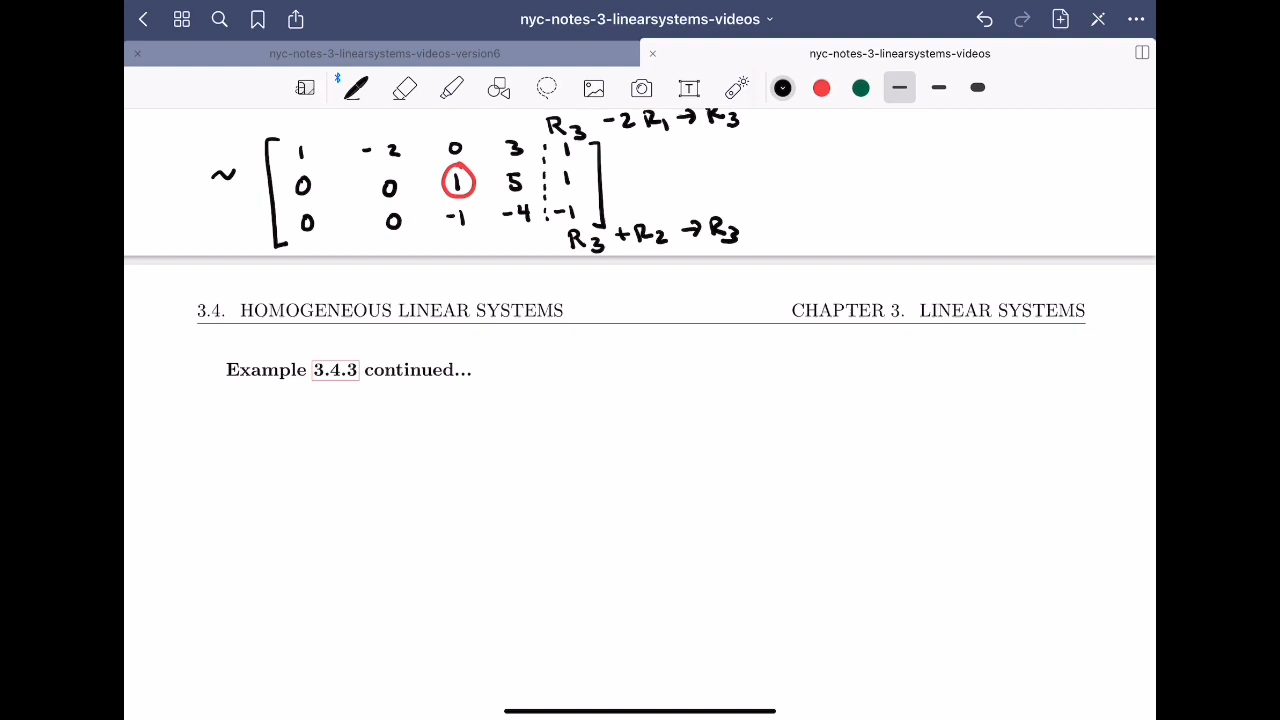 nyc-notes-3-linearsystems-videos
nyc-notes-3-linearsystems-videos-version6
nyc-notes-3-linearsystems-videos
T
R₃ -2R₁ → R₃
~ [ 1 -2 0 3 ⋮ 1 ]
[ 0 0 1 5 ⋮ 1 ]
[ 0 0 -1 -4 ⋮ -1 ]
R₃ + R₂ → R₃
3.4. HOMOGENEOUS LINEAR SYSTEMS CHAPTER 3. LINEAR SYSTEMS
Example 3.4.3 continued...